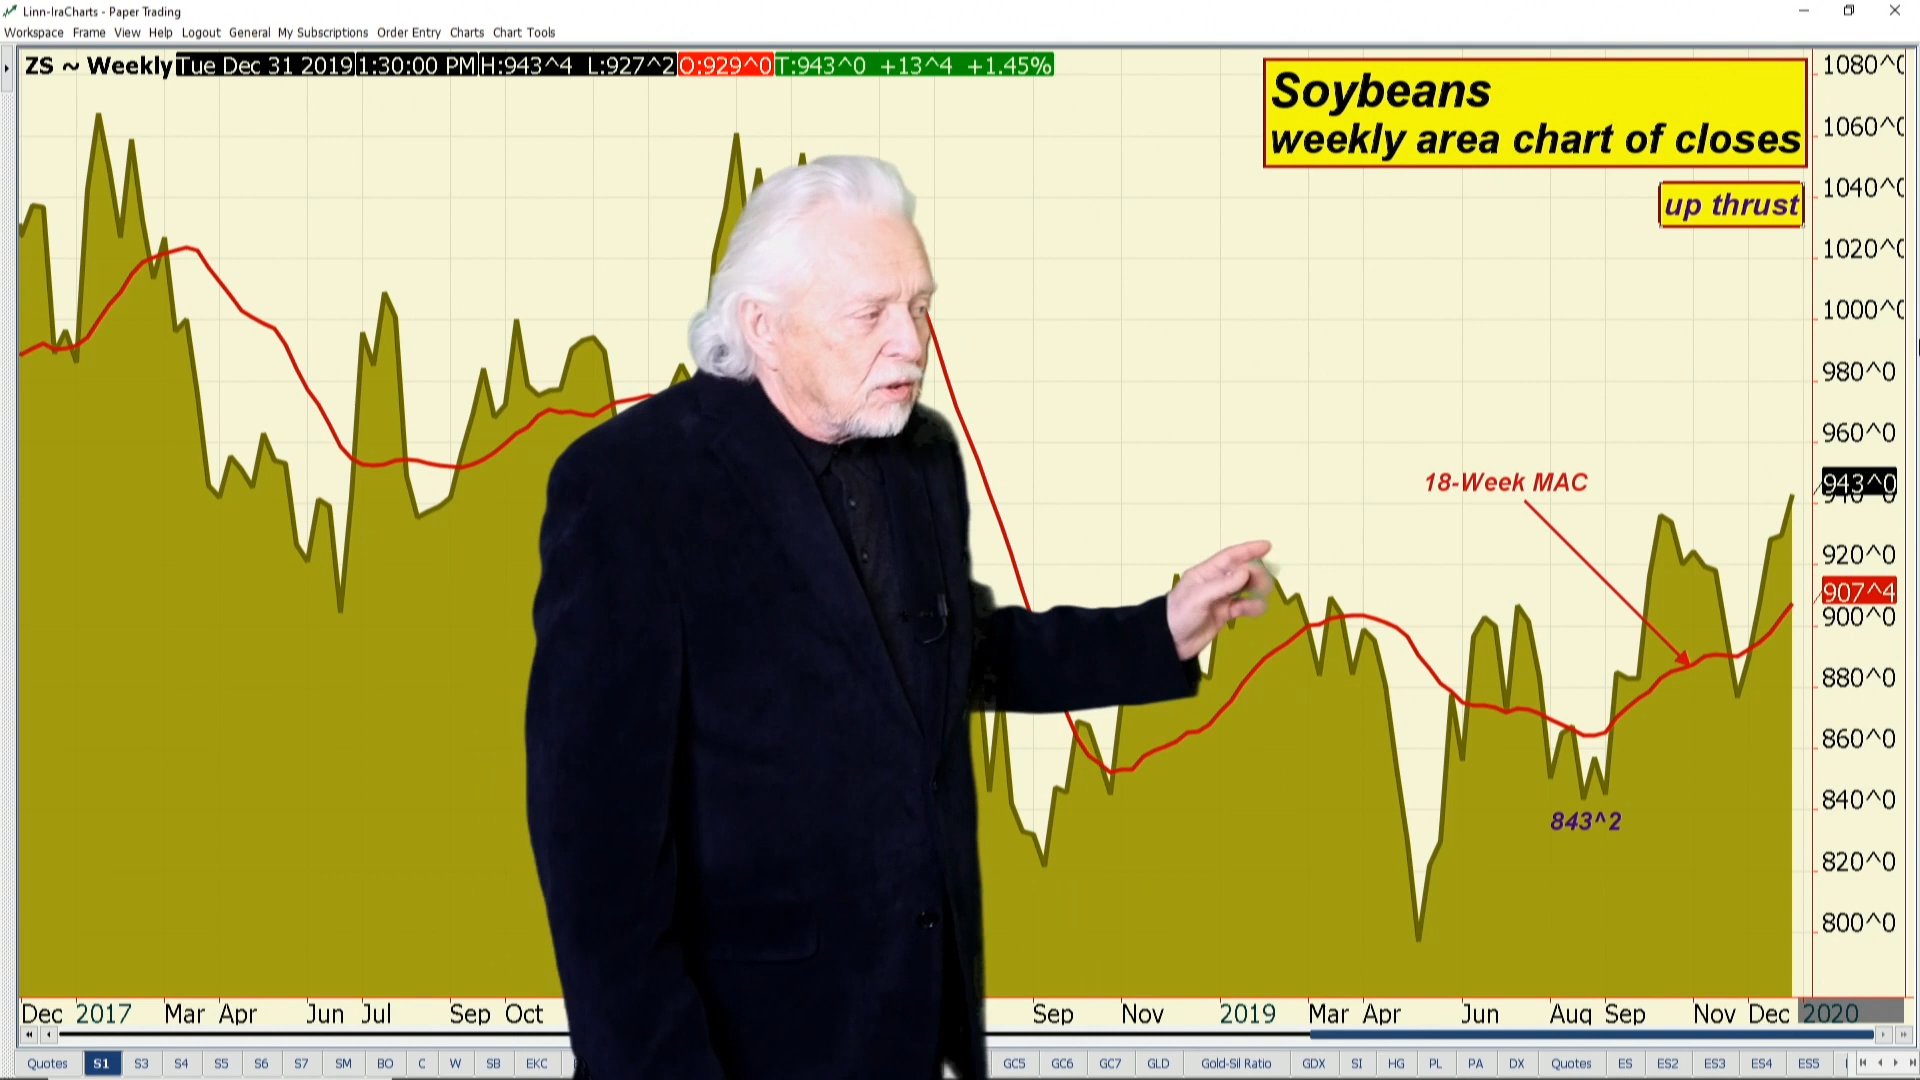 Linn-IraCharts - Paper Trading
Workspace Frame View Help Logout General My Subscriptions Order Entry Charts Chart Tools
ZS ~ Weekly Tue Dec 31 2019 1:30:00 PM H:943^4 L:927^2 O:929^0 T:943^0 +13^4 +1.45%
Soybeans
weekly area chart of closes
up thrust
1080^0
1060^0
1040^0
1020^0
1000^0
980^0
960^0
18-Week MAC
943^0
920^0
907^4
900^0
880^0
860^0
840^0
843^2
820^0
800^0
Dec 2017 Mar Apr Jun Jul Sep Oct Sep Nov 2019 Mar Apr Jun Aug Sep Nov Dec 2020
Quotes S1 S3 S4 S5 S6 S7 SM BO C W SB EKC GC5 GC6 GC7 GLD Gold-Sil Ratio GDX SI HG PL PA DX Quotes ES ES2 ES3 ES4 ES5